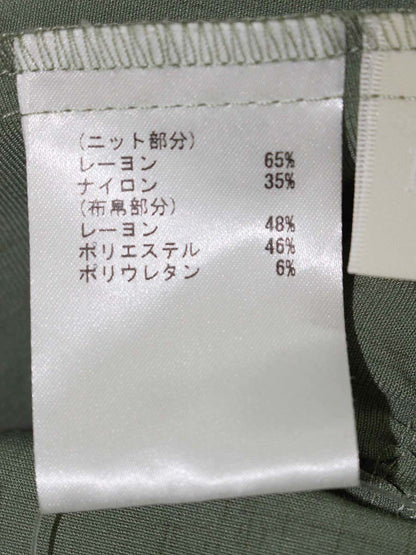 (ニット部分)
レーヨン 65%
ナイロン 35%
(布帛部分)
レーヨン 48%
ポリエステル 46%
ポリウレタン 6%